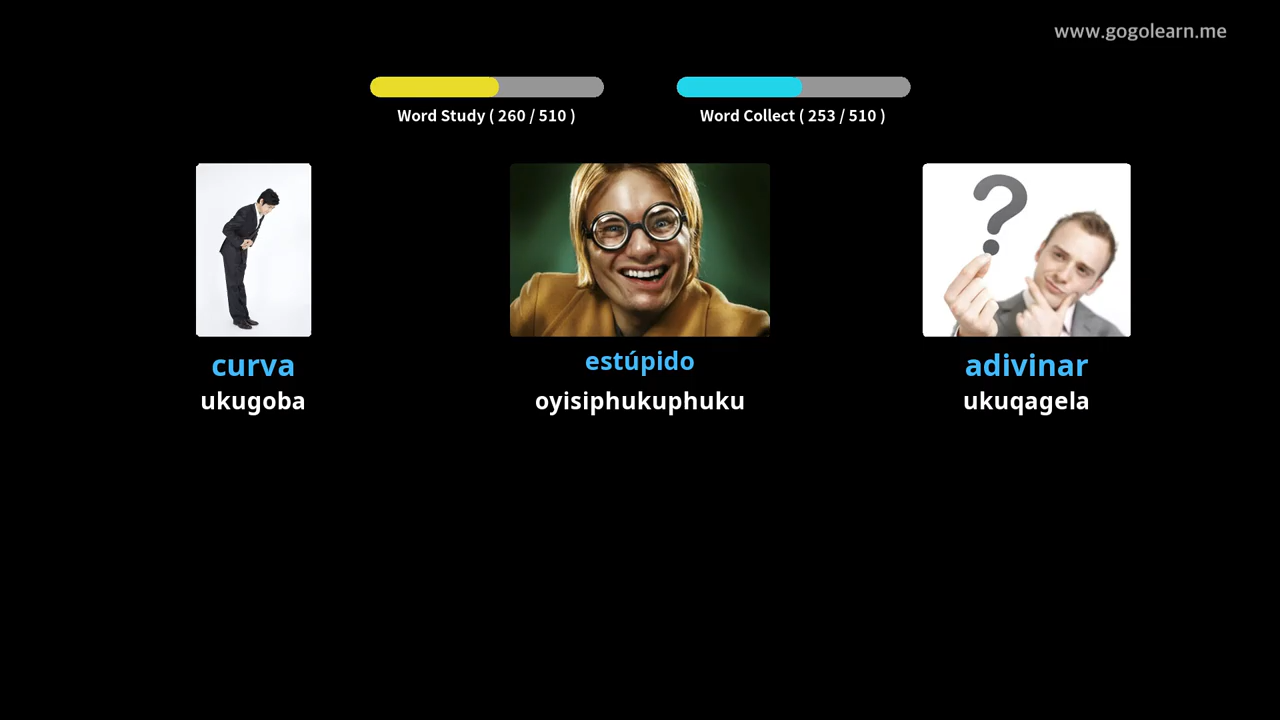 www.gogolearn.me
Word Study ( 260 / 510 )
Word Collect ( 253 / 510 )
curva
ukugoba
estúpido
oyisiphukuphuku
adivinar
ukuqagela